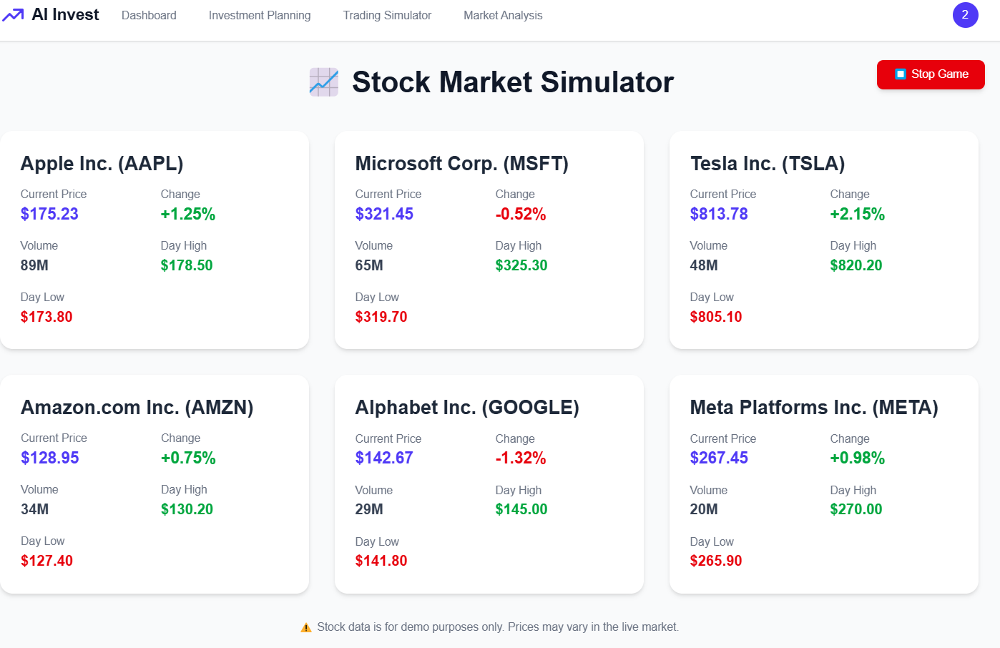 AI Invest Dashboard Investment Planning Trading Simulator Market Analysis 2
Stock Market Simulator
Stop Game
Apple Inc. (AAPL)
Current Price Change
$175.23 +1.25%
Volume Day High
89M $178.50
Day Low
$173.80
Microsoft Corp. (MSFT)
Current Price Change
$321.45 -0.52%
Volume Day High
65M $325.30
Day Low
$319.70
Tesla Inc. (TSLA)
Current Price Change
$813.78 +2.15%
Volume Day High
48M $820.20
Day Low
$805.10
Amazon.com Inc. (AMZN)
Current Price Change
$128.95 +0.75%
Volume Day High
34M $130.20
Day Low
$127.40
Alphabet Inc. (GOOGLE)
Current Price Change
$142.67 -1.32%
Volume Day High
29M $145.00
Day Low
$141.80
Meta Platforms Inc. (META)
Current Price Change
$267.45 +0.98%
Volume Day High
20M $270.00
Day Low
$265.90
Stock data is for demo purposes only. Prices may vary in the live market.